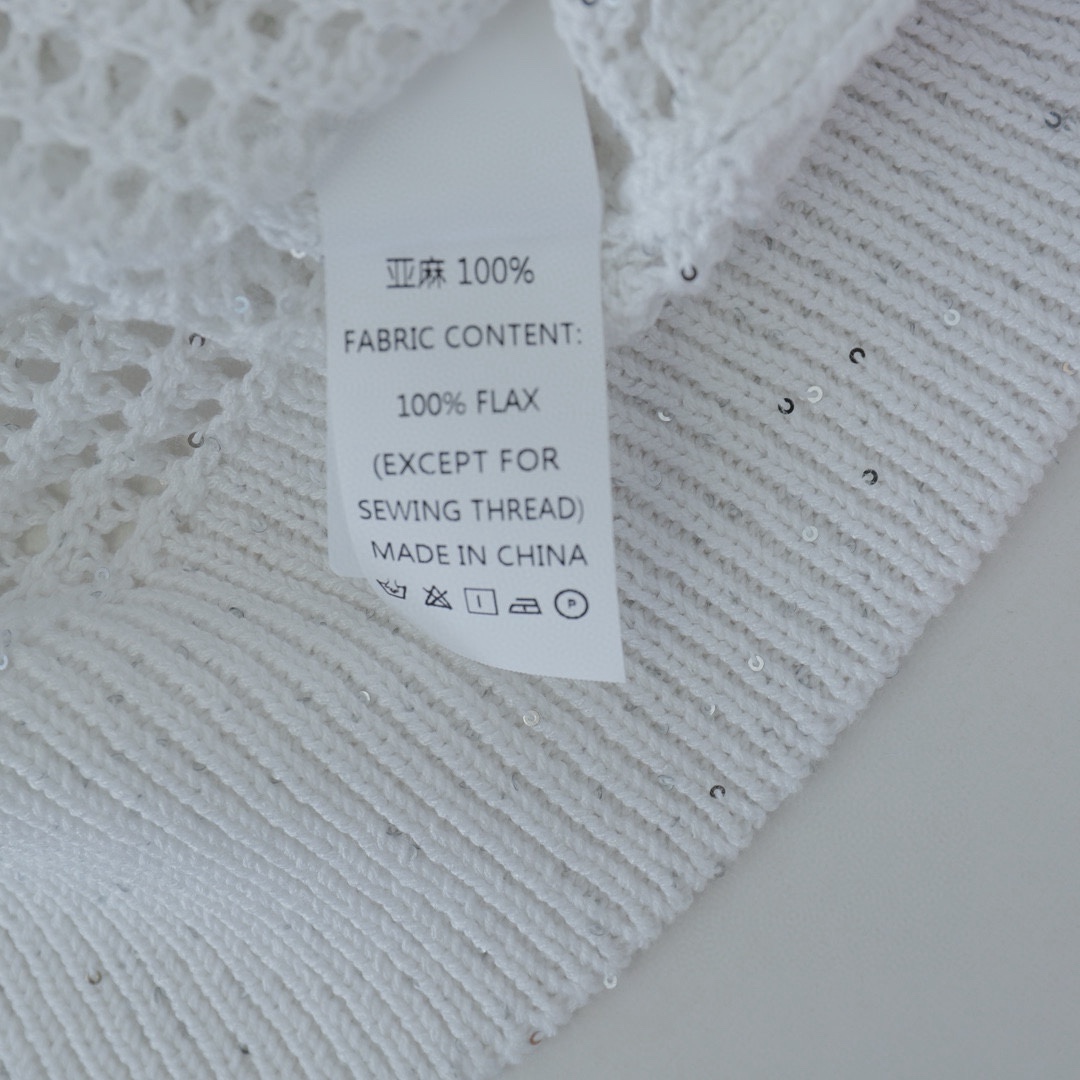 亚麻 100%
FABRIC CONTENT:
100% FLAX
(EXCEPT FOR
SEWING THREAD)
MADE IN CHINA
P